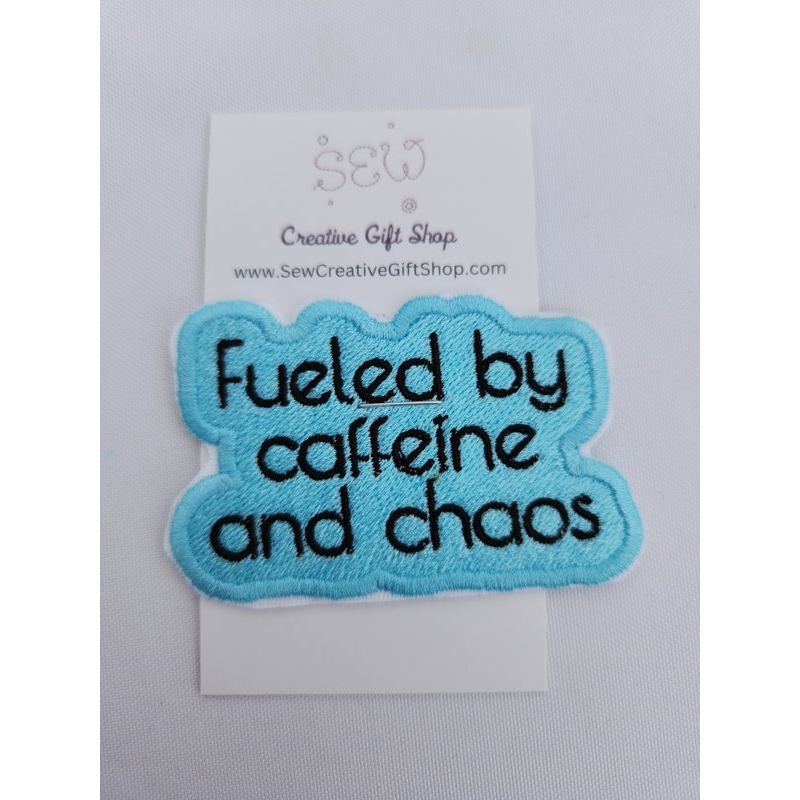 SEW
Creative Gift Shop
www.SewCreativeGiftShop.com
Fueled by
caffeine
and chaos